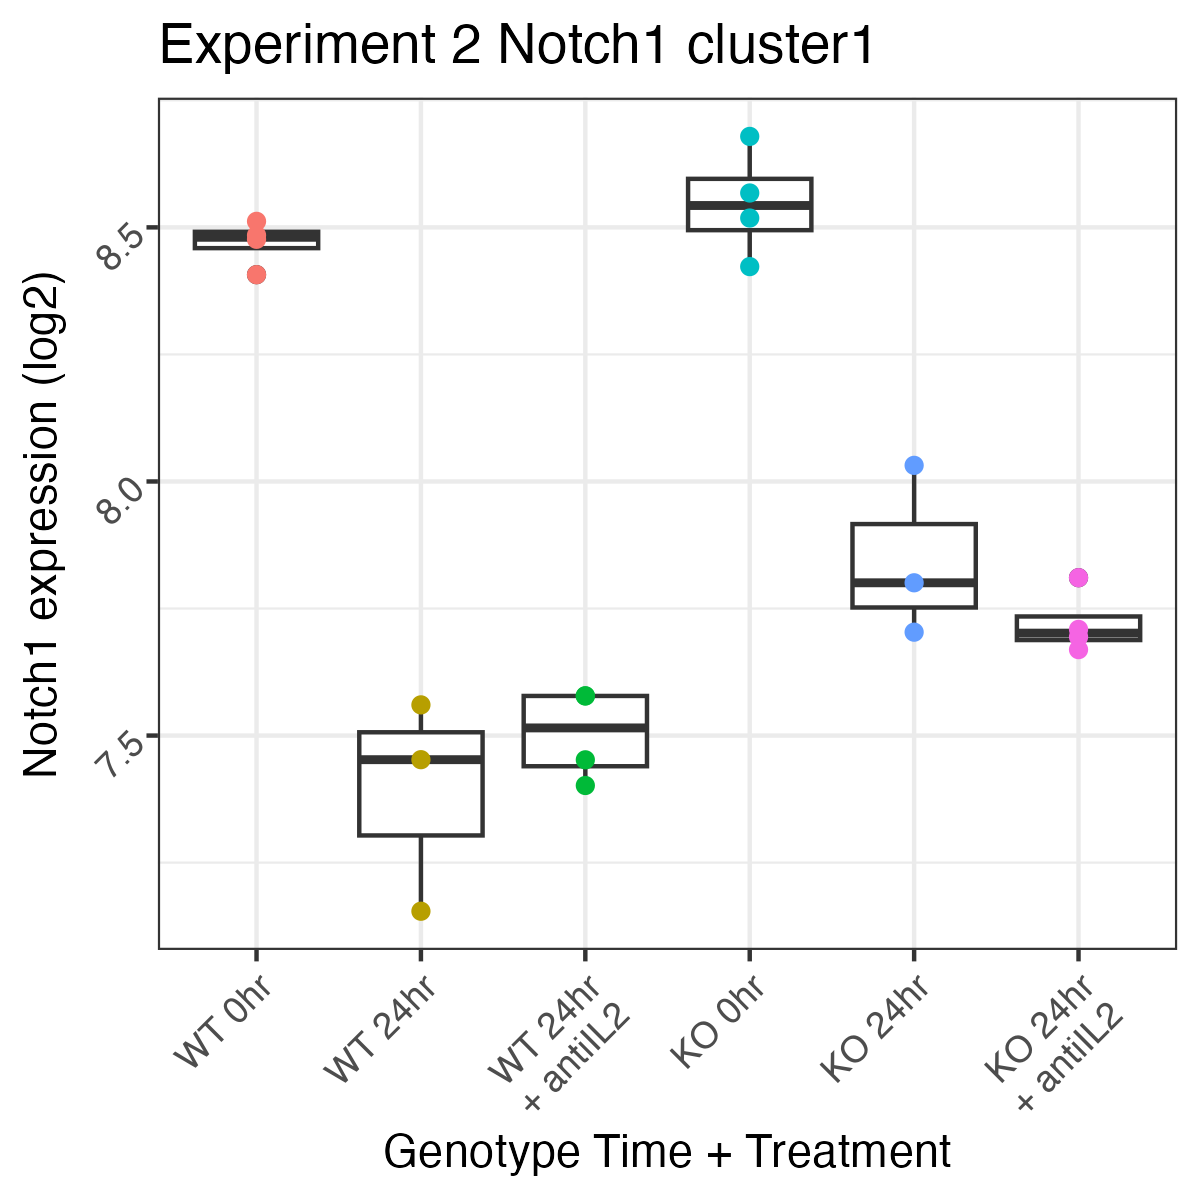 Experiment 2 Notch1 cluster1
Notch1 expression (log2)
8.5
8.0
7.5
WT 0hr
WT 24hr
WT 24hr
+ antiIL2
KO 0hr
KO 24hr
KO 24hr
+ antiIL2
Genotype Time + Treatment